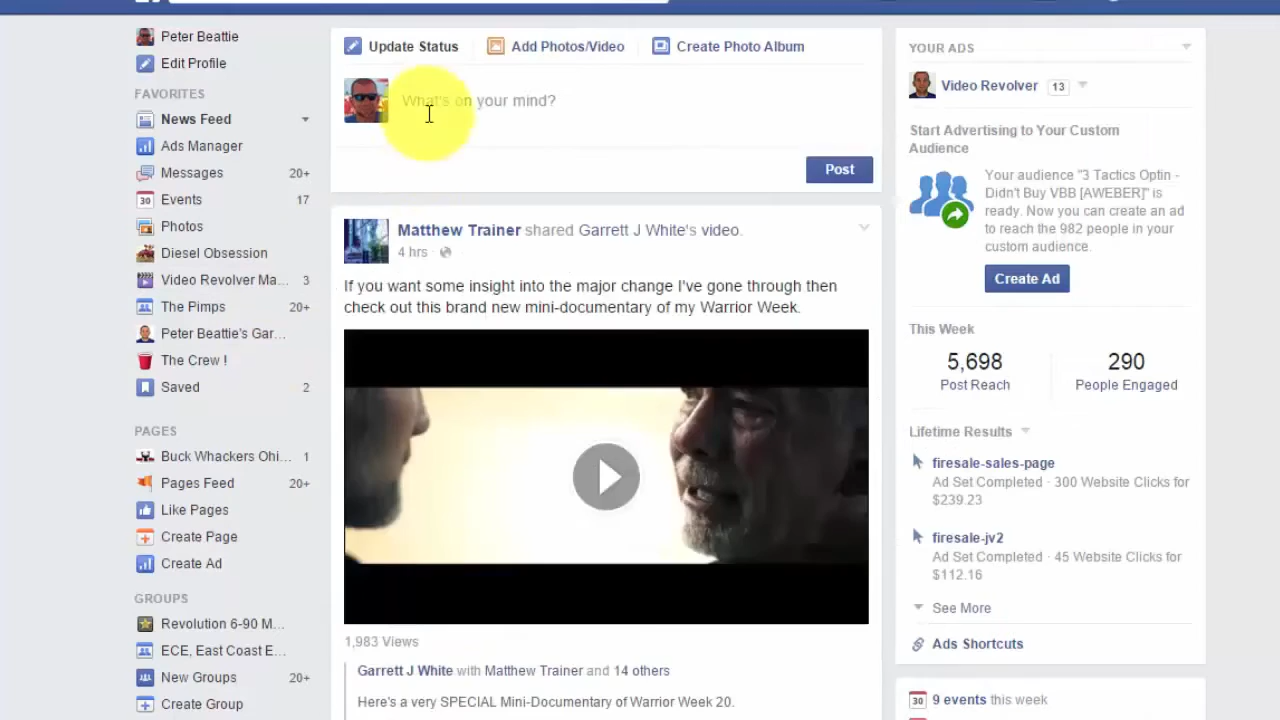 Peter Beattie
Edit Profile
FAVORITES
News Feed
Ads Manager
Messages 20+
30 Events 17
Photos
Diesel Obsession
Video Revolver Ma... 3
The Pimps 20+
Peter Beattie's Gar...
The Crew !
Saved 2
PAGES
Buck Whackers Ohi... 1
Pages Feed 20+
Like Pages
Create Page
Create Ad
GROUPS
Revolution 6-90 M...
ECE, East Coast E...
New Groups 20+
Create Group
Update Status Add Photos/Video Create Photo Album
What's on your mind?
Post
Matthew Trainer shared Garrett J White's video.
4 hrs
If you want some insight into the major change I've gone through then
check out this brand new mini-documentary of my Warrior Week.
1,983 Views
Garrett J White with Matthew Trainer and 14 others
Here's a very SPECIAL Mini-Documentary of Warrior Week 20.
YOUR ADS
Video Revolver 13
Start Advertising to Your Custom
Audience
Your audience "3 Tactics Optin -
Didn't Buy VBB [AWEBER]" is
ready. Now you can create an ad
to reach the 982 people in your
custom audience.
Create Ad
This Week
5,698 290
Post Reach People Engaged
Lifetime Results
firesale-sales-page
Ad Set Completed · 300 Website Clicks for
$239.23
firesale-jv2
Ad Set Completed · 45 Website Clicks for
$112.16
See More
Ads Shortcuts
30 9 events this week